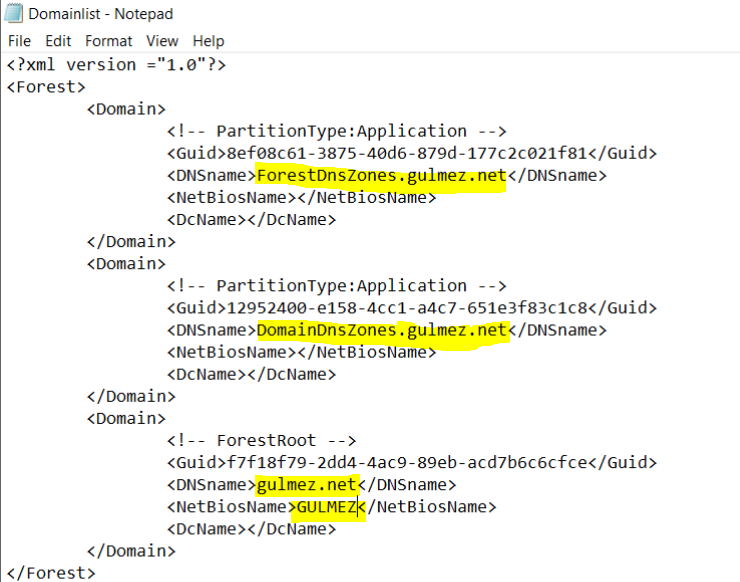 Domainlist - Notepad
File Edit Format View Help
<?xml version ="1.0"?>
<Forest>
<Domain>
<!-- PartitionType:Application -->
<Guid>8ef08c61-3875-40d6-879d-177c2c021f81</Guid>
<DNSname>ForestDnsZones.gulmez.net</DNSname>
<NetBiosName></NetBiosName>
<DcName></DcName>
</Domain>
<Domain>
<!-- PartitionType:Application -->
<Guid>12952400-e158-4cc1-a4c7-651e3f83c1c8</Guid>
<DNSname>DomainDnsZones.gulmez.net</DNSname>
<NetBiosName></NetBiosName>
<DcName></DcName>
</Domain>
<Domain>
<!-- ForestRoot -->
<Guid>f7f18f79-2dd4-4ac9-89eb-acd7b6c6cfce</Guid>
<DNSname>gulmez.net</DNSname>
<NetBiosName>GULMEZ</NetBiosName>
<DcName></DcName>
</Domain>
</Forest>